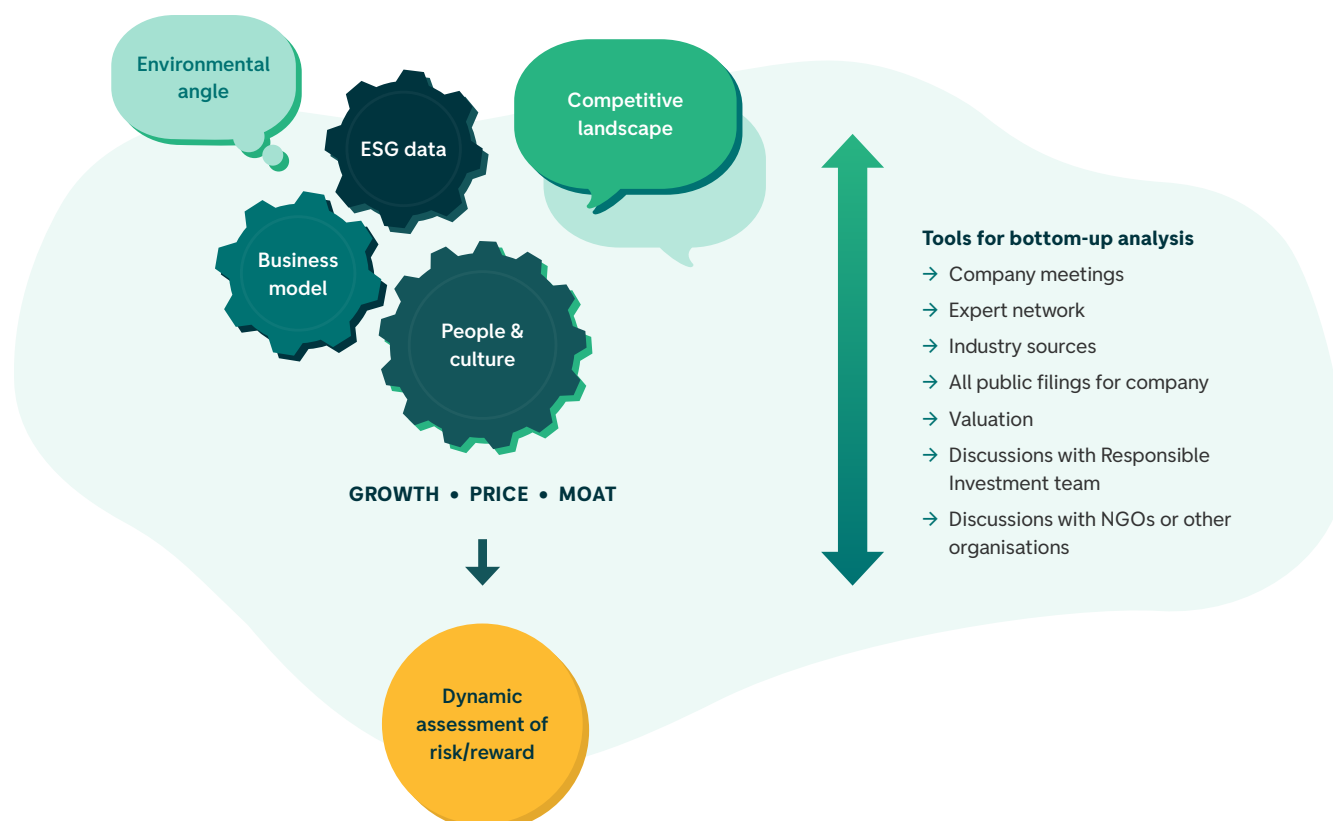 Environmental
angle
ESG data
Competitive
landscape
Business
model
People &
culture
GROWTH • PRICE • MOAT
Dynamic
assessment of
risk/reward
Tools for bottom-up analysis
→ Company meetings
→ Expert network
→ Industry sources
→ All public filings for company
→ Valuation
→ Discussions with Responsible
Investment team
→ Discussions with NGOs or other
organisations